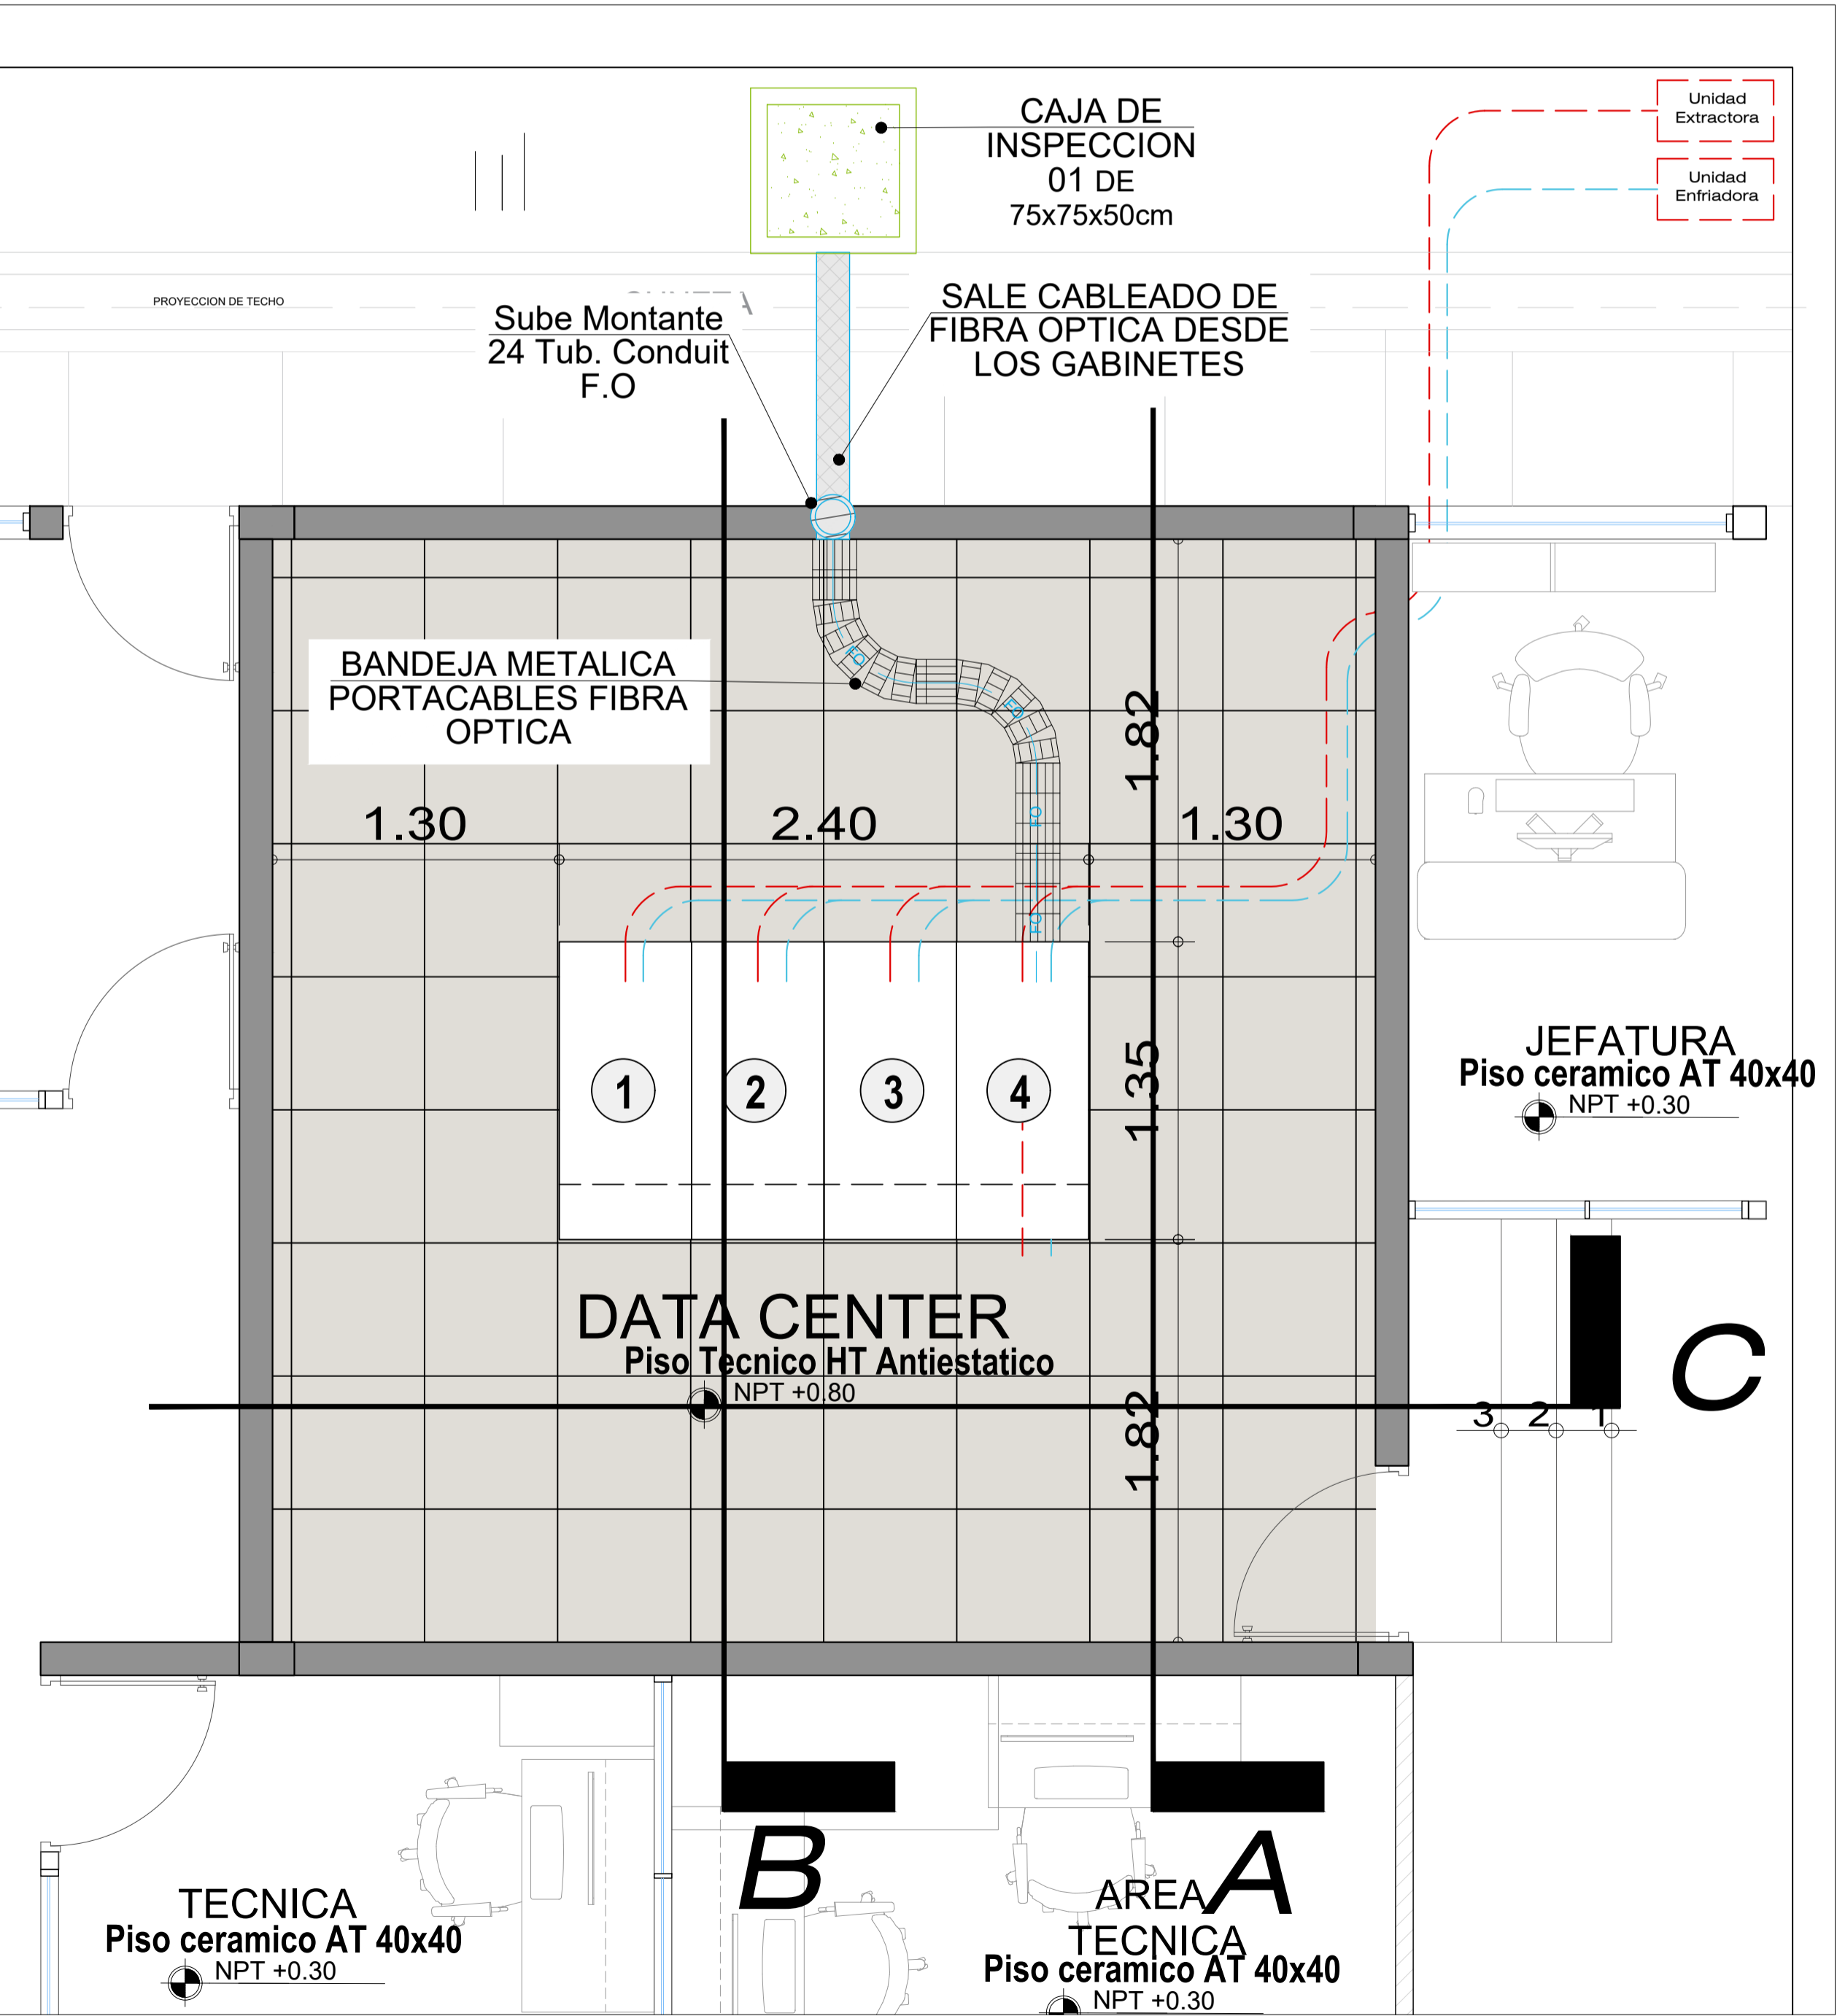 CAJA DE
INSPECCION
01 DE
75x75x50cm
Unidad
Extractora
Unidad
Enfriadora
PROYECCION DE TECHO
Sube Montante
24 Tub. Conduit
F.O
SALE CABLEADO DE
FIBRA OPTICA DESDE
LOS GABINETES
BANDEJA METALICA
PORTACABLES FIBRA
OPTICA
FO
FO
FO
FO
1.82
1.30
2.40
1.30
1.35
1
2
3
4
JEFATURA
Piso ceramico AT 40x40
NPT +0.30
DATA CENTER
Piso Tecnico HT Antiestatico
NPT +0.80
1.82
3 2 1
C
B
A
TECNICA
Piso ceramico AT 40x40
NPT +0.30
AREA
TECNICA
Piso ceramico AT 40x40
NPT +0.30